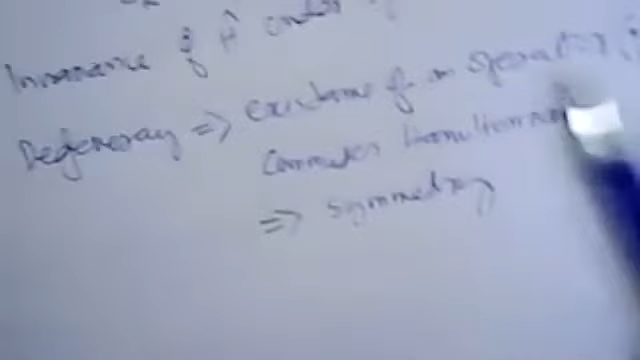 Invariance of Ĥ under
Degeneracy => existence of an operator
commutes Hamiltonian
=> symmetry